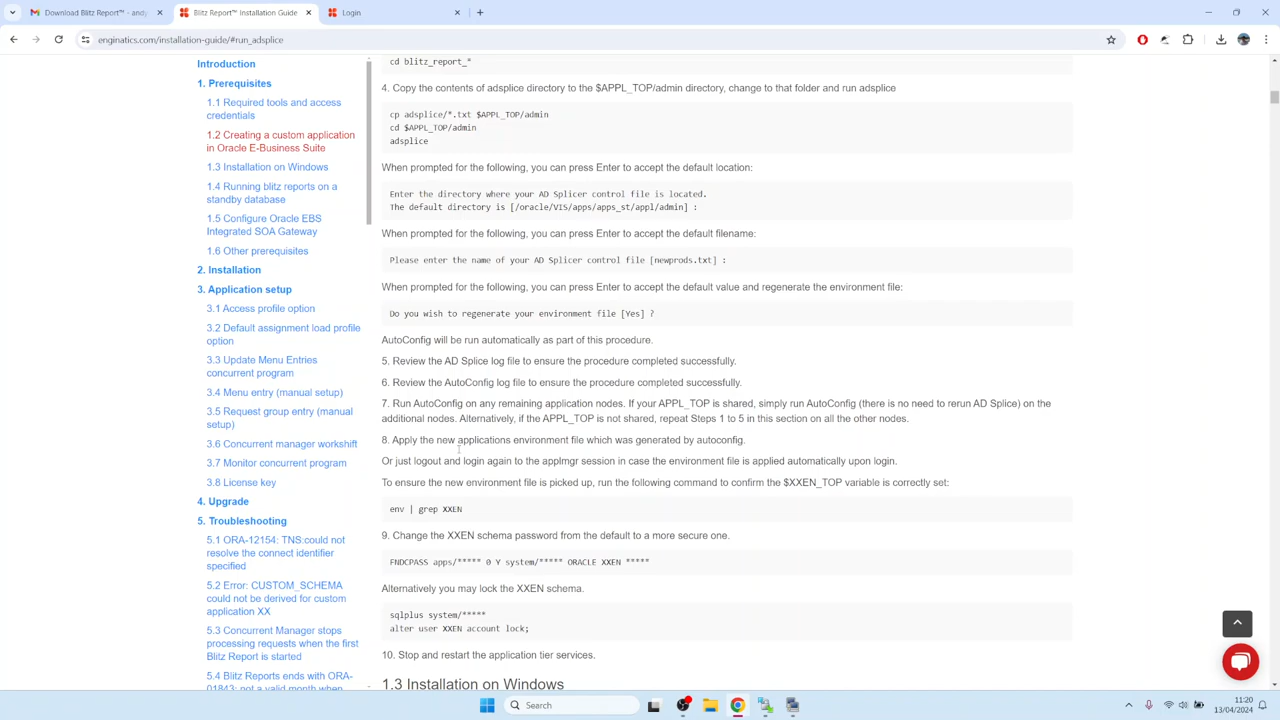 Download Blitz Report™ - andy
Blitz Report™ Installation Guide
Login
enginatics.com/installation-guide/#run_adsplice
Introduction
1. Prerequisites
1.1 Required tools and access
credentials
1.2 Creating a custom application
in Oracle E-Business Suite
1.3 Installation on Windows
1.4 Running blitz reports on a
standby database
1.5 Configure Oracle EBS
Integrated SOA Gateway
1.6 Other prerequisites
2. Installation
3. Application setup
3.1 Access profile option
3.2 Default assignment load profile
option
3.3 Update Menu Entries
concurrent program
3.4 Menu entry (manual setup)
3.5 Request group entry (manual
setup)
3.6 Concurrent manager workshift
3.7 Monitor concurrent program
3.8 License key
4. Upgrade
5. Troubleshooting
5.1 ORA-12154: TNS:could not
resolve the connect identifier
specified
5.2 Error: CUSTOM_SCHEMA
could not be derived for custom
application XX
5.3 Concurrent Manager stops
processing requests when the first
Blitz Report is started
5.4 Blitz Reports ends with ORA-
01843: not a valid month when
cd blitz_report_*
4. Copy the contents of adsplice directory to the $APPL_TOP/admin directory, change to that folder and run adsplice
cp adsplice/*.txt $APPL_TOP/admin
cd $APPL_TOP/admin
adsplice
When prompted for the following, you can press Enter to accept the default location:
Enter the directory where your AD Splicer control file is located.
The default directory is [/oracle/VIS/apps/apps_st/appl/admin] :
When prompted for the following, you can press Enter to accept the default filename:
Please enter the name of your AD Splicer control file [newprods.txt] :
When prompted for the following, you can press Enter to accept the default value and regenerate the environment file:
Do you wish to regenerate your environment file [Yes] ?
AutoConfig will be run automatically as part of this procedure.
5. Review the AD Splice log file to ensure the procedure completed successfully.
6. Review the AutoConfig log file to ensure the procedure completed successfully.
7. Run AutoConfig on any remaining application nodes. If your APPL_TOP is shared, simply run AutoConfig (there is no need to rerun AD Splice) on the
additional nodes. Alternatively, if the APPL_TOP is not shared, repeat Steps 1 to 5 in this section on all the other nodes.
8. Apply the new applications environment file which was generated by autoconfig.
Or just logout and login again to the applmgr session in case the environment file is applied automatically upon login.
To ensure the new environment file is picked up, run the following command to confirm the $XXEN_TOP variable is correctly set:
env | grep XXEN
9. Change the XXEN schema password from the default to a more secure one.
FNDCPASS apps/***** 0 Y system/***** ORACLE XXEN *****
Alternatively you may lock the XXEN schema.
sqlplus system/*****
alter user XXEN account lock;
10. Stop and restart the application tier services.
1.3 Installation on Windows
Search
11:20
13/04/2024